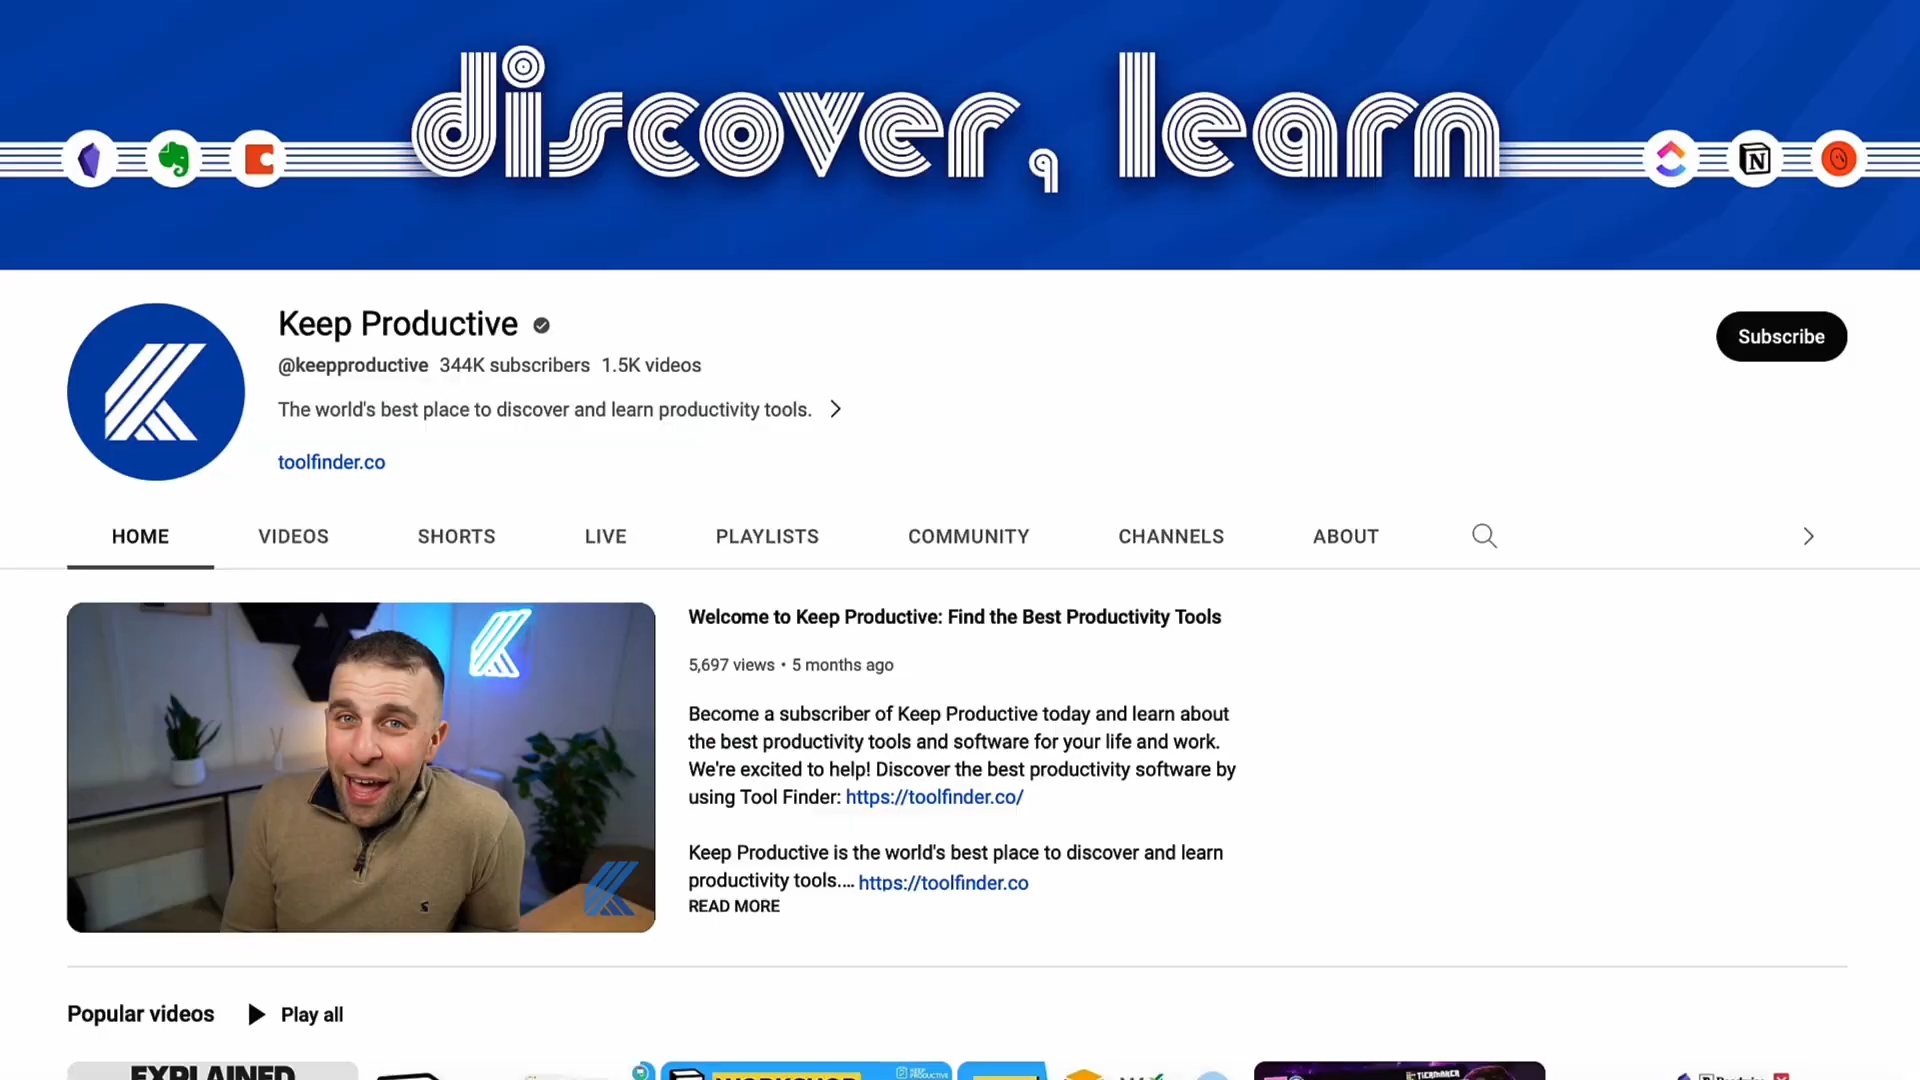 discover, learn
Keep Productive
@keepproductive 344K subscribers 1.5K videos
The world's best place to discover and learn productivity tools.
toolfinder.co
Subscribe
HOME VIDEOS SHORTS LIVE PLAYLISTS COMMUNITY CHANNELS ABOUT
Welcome to Keep Productive: Find the Best Productivity Tools
5,697 views • 5 months ago
Become a subscriber of Keep Productive today and learn about
the best productivity tools and software for your life and work.
We're excited to help! Discover the best productivity software by
using Tool Finder: https://toolfinder.co/
Keep Productive is the world's best place to discover and learn
productivity tools.... https://toolfinder.co
READ MORE
Popular videos Play all
EXPLAINED
WORKSHOP
KEEP PRODUCTIVE
TIERMAKER